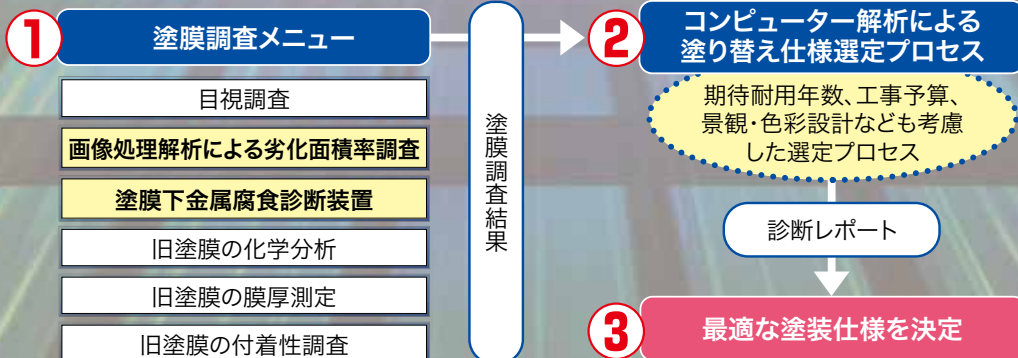 1
塗膜調査メニュー
目視調査
画像処理解析による劣化面積率調査
塗膜下金属腐食診断装置
旧塗膜の化学分析
旧塗膜の膜厚測定
旧塗膜の付着性調査
塗膜調査結果
2
コンピューター解析による
塗り替え仕様選定プロセス
期待耐用年数、工事予算、
景観・色彩設計なども考慮
した選定プロセス
診断レポート
3
最適な塗装仕様を決定